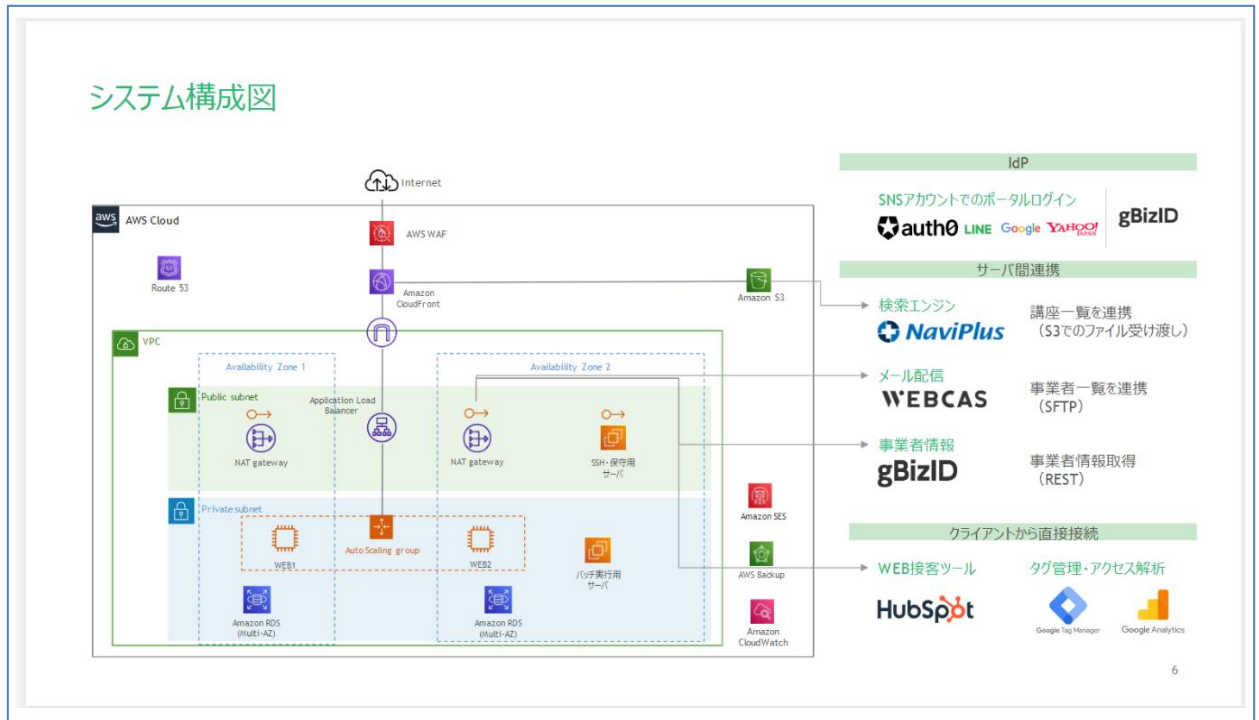 システム構成図
Internet
aws
AWS Cloud
AWS WAF
Route 53
Amazon
CloudFront
Amazon S3
VPC
Availability Zone 1
Availability Zone 2
Public subnet
Application Load
Balancer
NAT gateway
NAT gateway
SSH・保守用
サーバ
Private subnet
WEB1
Auto Scaling group
WEB2
バッチ実行用
サーバ
Amazon RDS
(Multi-AZ)
Amazon RDS
(Multi-AZ)
Amazon SES
AWS Backup
Amazon
CloudWatch
IdP
SNSアカウントでのポータルログイン
auth0 LINE Google YAHOO!
JAPAN
gBizID
サーバ間連携
検索エンジン
NaviPlus
講座一覧を連携
（S3でのファイル受け渡し）
メール配信
WEBCAS
事業者一覧を連携
（SFTP）
事業者情報
gBizID
事業者情報取得
（REST）
クライアントから直接接続
WEB接客ツール
HubSpot
タグ管理・アクセス解析
Google Tag Manager
Google Analytics
6